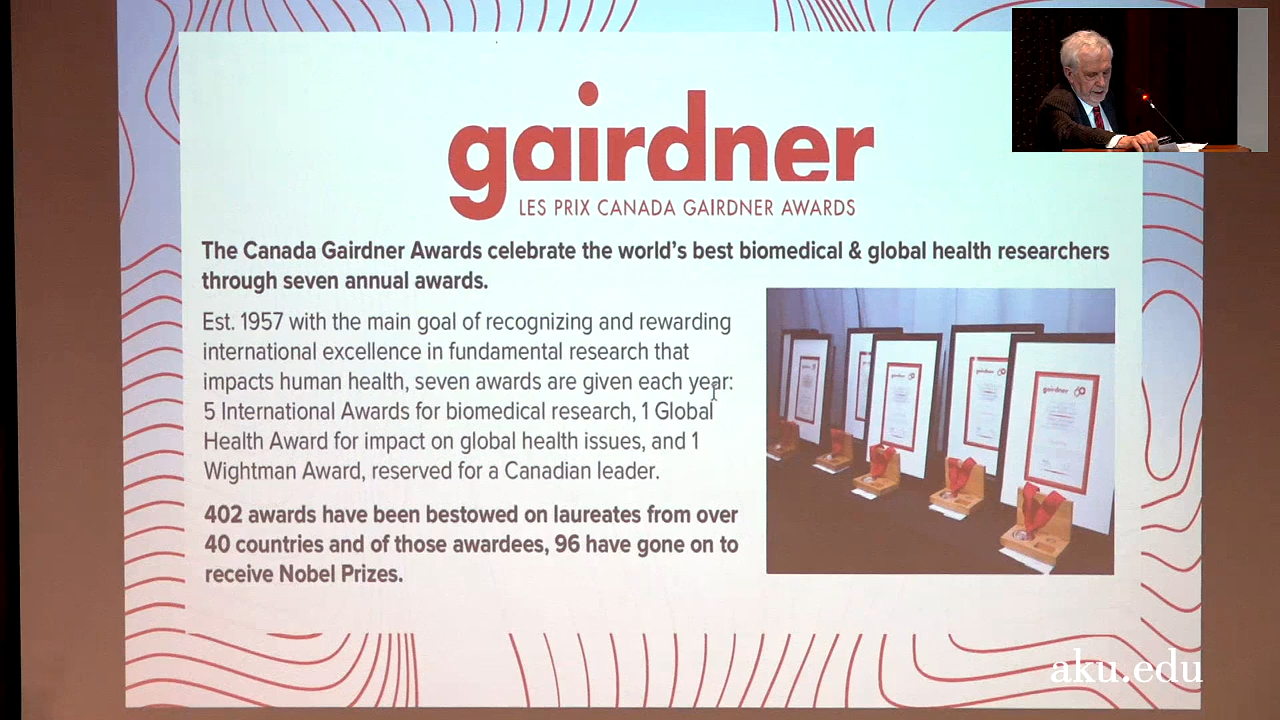 gairdner
LES PRIX CANADA GAIRDNER AWARDS
The Canada Gairdner Awards celebrate the world's best biomedical & global health researchers
through seven annual awards.
Est. 1957 with the main goal of recognizing and rewarding
international excellence in fundamental research that
impacts human health, seven awards are given each year:
5 International Awards for biomedical research, 1 Global
Health Award for impact on global health issues, and 1
Wightman Award, reserved for a Canadian leader.
402 awards have been bestowed on laureates from over
40 countries and of those awardees, 96 have gone on to
receive Nobel Prizes.
gairdner
gairdner
gairdner
aku.edu